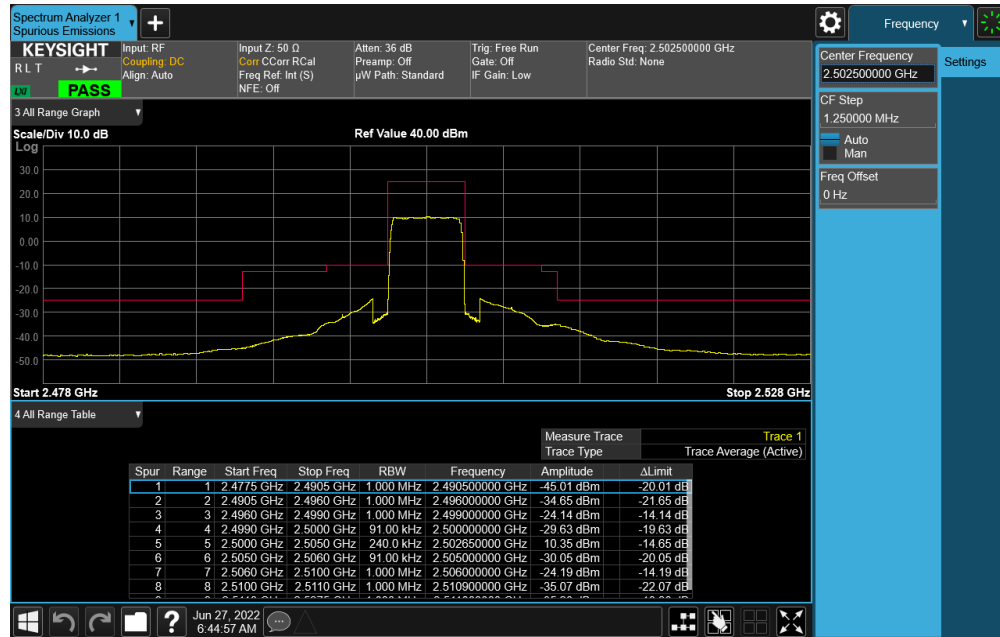 Spectrum Analyzer 1
Spurious Emissions
Frequency
KEYSIGHT
Input: RF
Coupling: DC
Align: Auto
Input Z: 50 Ω
Corr CCorr RCal
Freq Ref: Int (S)
NFE: Off
Atten: 36 dB
Preamp: Off
µW Path: Standard
Trig: Free Run
Gate: Off
IF Gain: Low
Center Freq: 2.502500000 GHz
Radio Std: None
R L T
LXI
PASS
Center Frequency
2.502500000 GHz
Settings
CF Step
1.250000 MHz
Auto
Man
Freq Offset
0 Hz
3 All Range Graph
Scale/Div 10.0 dB
Ref Value 40.00 dBm
Log
30.0
20.0
10.0
0.00
-10.0
-20.0
-30.0
-40.0
-50.0
Start 2.478 GHz
Stop 2.528 GHz
4 All Range Table
Measure Trace Trace 1
Trace Type Trace Average (Active)
Spur Range Start Freq Stop Freq RBW Frequency Amplitude ΔLimit
1 1 2.4775 GHz 2.4905 GHz 1.000 MHz 2.490500000 GHz -45.01 dBm -20.01 dB
2 2 2.4905 GHz 2.4960 GHz 1.000 MHz 2.496000000 GHz -34.65 dBm -21.65 dB
3 3 2.4960 GHz 2.4990 GHz 1.000 MHz 2.499000000 GHz -24.14 dBm -14.14 dB
4 4 2.4990 GHz 2.5000 GHz 91.00 kHz 2.500000000 GHz -29.63 dBm -19.63 dB
5 5 2.5000 GHz 2.5050 GHz 240.0 kHz 2.502650000 GHz 10.35 dBm -14.65 dB
6 6 2.5050 GHz 2.5060 GHz 91.00 kHz 2.505000000 GHz -30.05 dBm -20.05 dB
7 7 2.5060 GHz 2.5100 GHz 1.000 MHz 2.506000000 GHz -24.19 dBm -14.19 dB
8 8 2.5100 GHz 2.5110 GHz 1.000 MHz 2.510900000 GHz -35.07 dBm -22.07 dB
Jun 27, 2022
6:44:57 AM